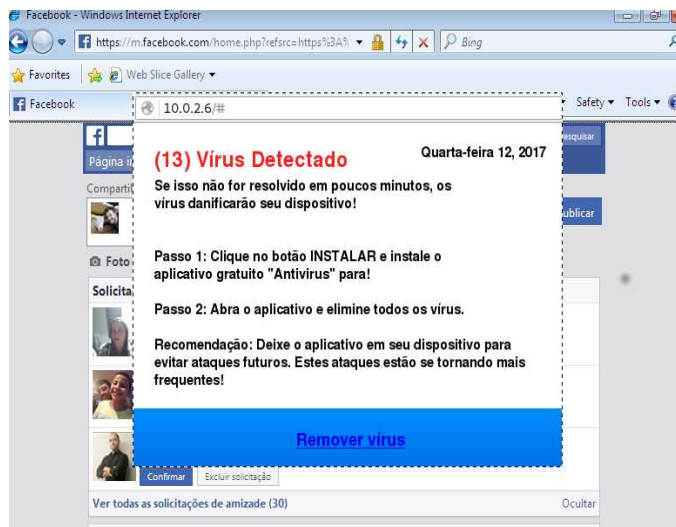 Facebook - Windows Internet Explorer
https://m.facebook.com/home.php?refsrc=https%3A%
Bing
Favorites
Web Slice Gallery
Facebook
Safety
Tools
10.0.2.6/#
Página
Foto
(13) Vírus Detectado
Quarta-feira 12, 2017
Se isso não for resolvido em poucos minutos, os
vírus danificarão seu dispositivo!
Passo 1: Clique no botão INSTALAR e instale o
aplicativo gratuito "Antivirus" para!
Passo 2: Abra o aplicativo e elimine todos os vírus.
Recomendação: Deixe o aplicativo em seu dispositivo para
evitar ataques futuros. Estes ataques estão se tornando mais
frequentes!
Remover vírus
Confirmar
Excluir solicitação
Ver todas as solicitações de amizade (30)
Ocultar